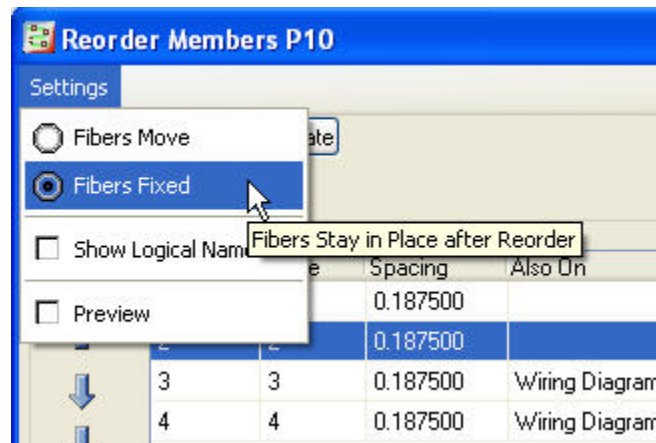 Reorder Members P10
Settings
Fibers Move
ate
Fibers Fixed
Fibers Stay in Place after Reorder
Show Logical Nam
e Spacing Also On
Preview
0.187500
2 2 0.187500
3 3 0.187500 Wiring Diagram
4 4 0.187500 Wiring Diagram